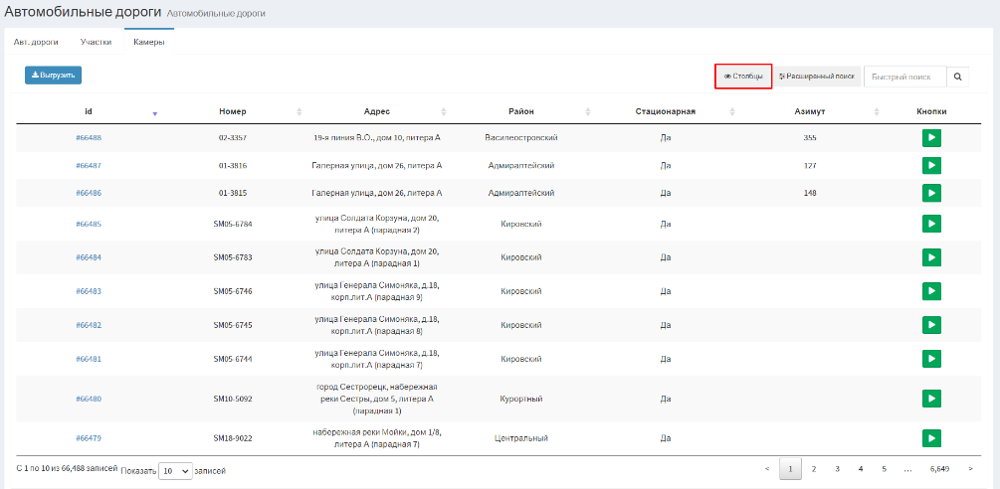 Автомобильные дороги Автомобильные дороги
Авт. дороги Участки Камеры
Выгрузить Столбцы Расширенный поиск Быстрый поиск
id Номер Адрес Район Стационарная Азимут Кнопки
#66488 02-3357 19-я линия В.О., дом 10, литера А Василеостровский Да 355
#66487 01-3816 Галерная улица, дом 26, литера А Адмиралтейский Да 127
#66486 01-3815 Галерная улица, дом 26, литера А Адмиралтейский Да 148
#66485 SM05-6784 улица Солдата Корзуна, дом 20, Кировский Да
литера А (парадная 2)
#66484 SM05-6783 улица Солдата Корзуна, дом 20, Кировский Да
литера А (парадная 1)
#66483 SM05-6746 улица Генерала Симоняка, д.18, Кировский Да
корп.лит.А (парадная 9)
#66482 SM05-6745 улица Генерала Симоняка, д.18, Кировский Да
корп.лит.А (парадная 8)
#66481 SM05-6744 улица Генерала Симоняка, д.18, Кировский Да
корп.лит.А (парадная 7)
город Сестрорецк, набережная
#66480 SM10-5092 реки Сестры, дом 5, литера А Курортный Да
(парадная 1)
#66479 SM18-9022 набережная реки Мойки, дом 1/8, Центральный Да
литера А (парадная 7)
С 1 по 10 из 66,488 записей Показать 10 записей < 1 2 3 4 5 ... 6,649 >